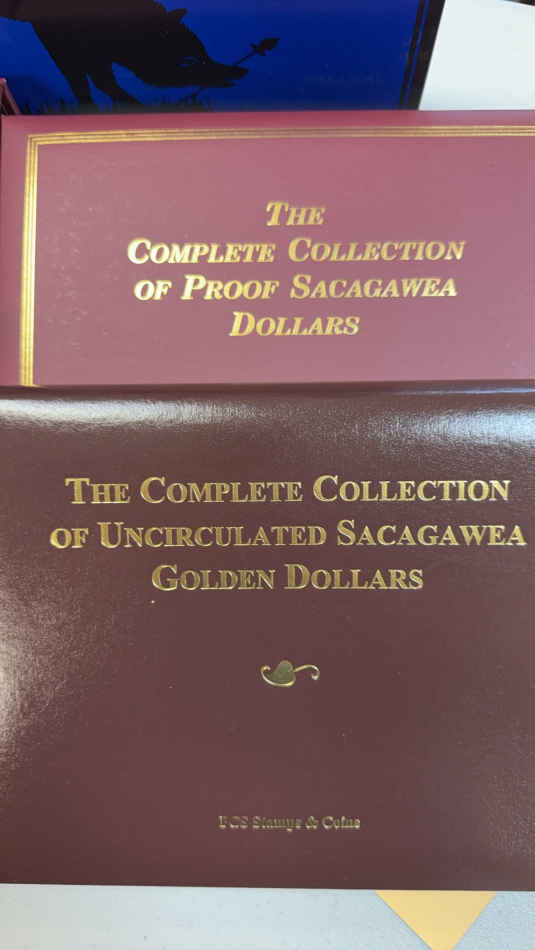 The
Complete Collection
of Proof Sacagawea
Dollars
The Complete Collection
of Uncirculated Sacagawea
Golden Dollars
PCS Stamps & Coins